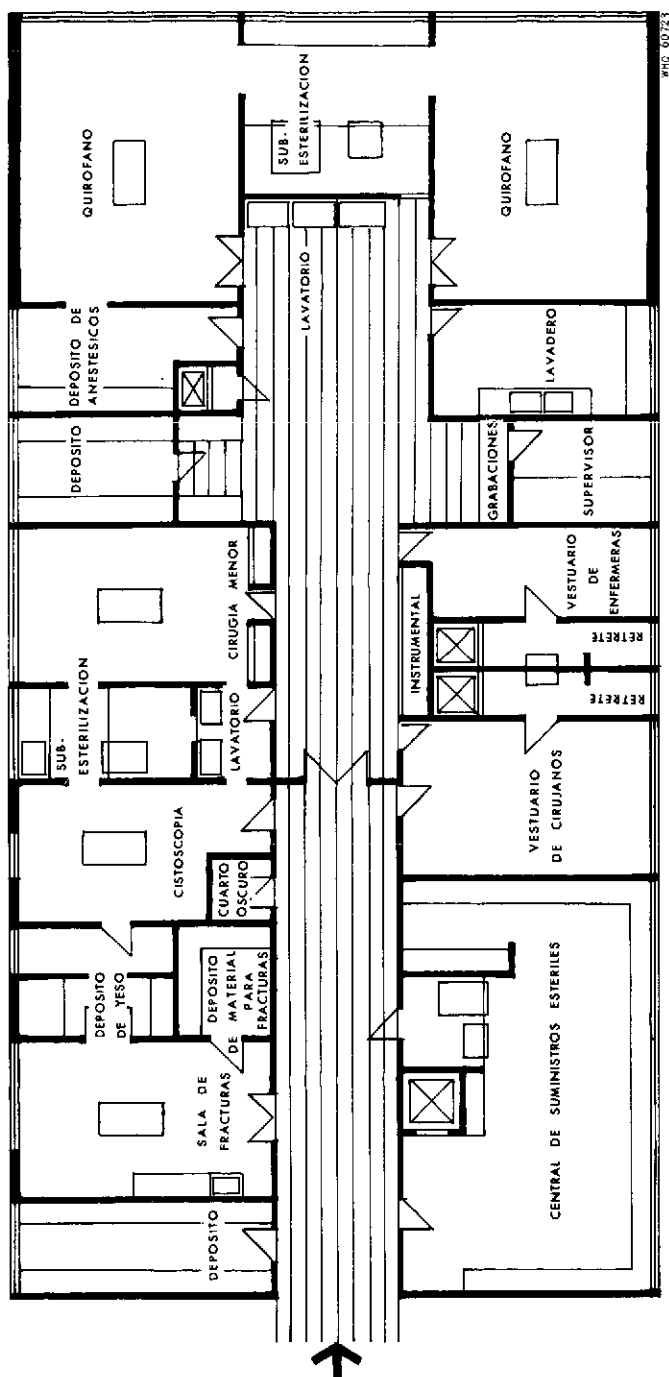 QUIROFANO
SUB-
ESTERILIZACION
QUIROFANO
WHO 60723
LAVATORIO
DEPOSITO DE
ANESTESICOS
LAVADERO
DEPOSITO
GRABACIONES
SUPERVISOR
CIRUGIA MENOR
INSTRUMENTAL
VESTUARIO
DE
ENFERMERAS
RETRETE
RETRETE
SUB-
ESTERILIZACION
LAVATORIO
CISTOSCOPIA
CUARTO
OSCURO
VESTUARIO
DE CIRUJANOS
DEPOSITO
DE YESO
DEPOSITO
DE MATERIAL
PARA
FRACTURAS
SALA DE
FRACTURAS
CENTRAL DE SUMINISTROS ESTERILES
DEPOSITO